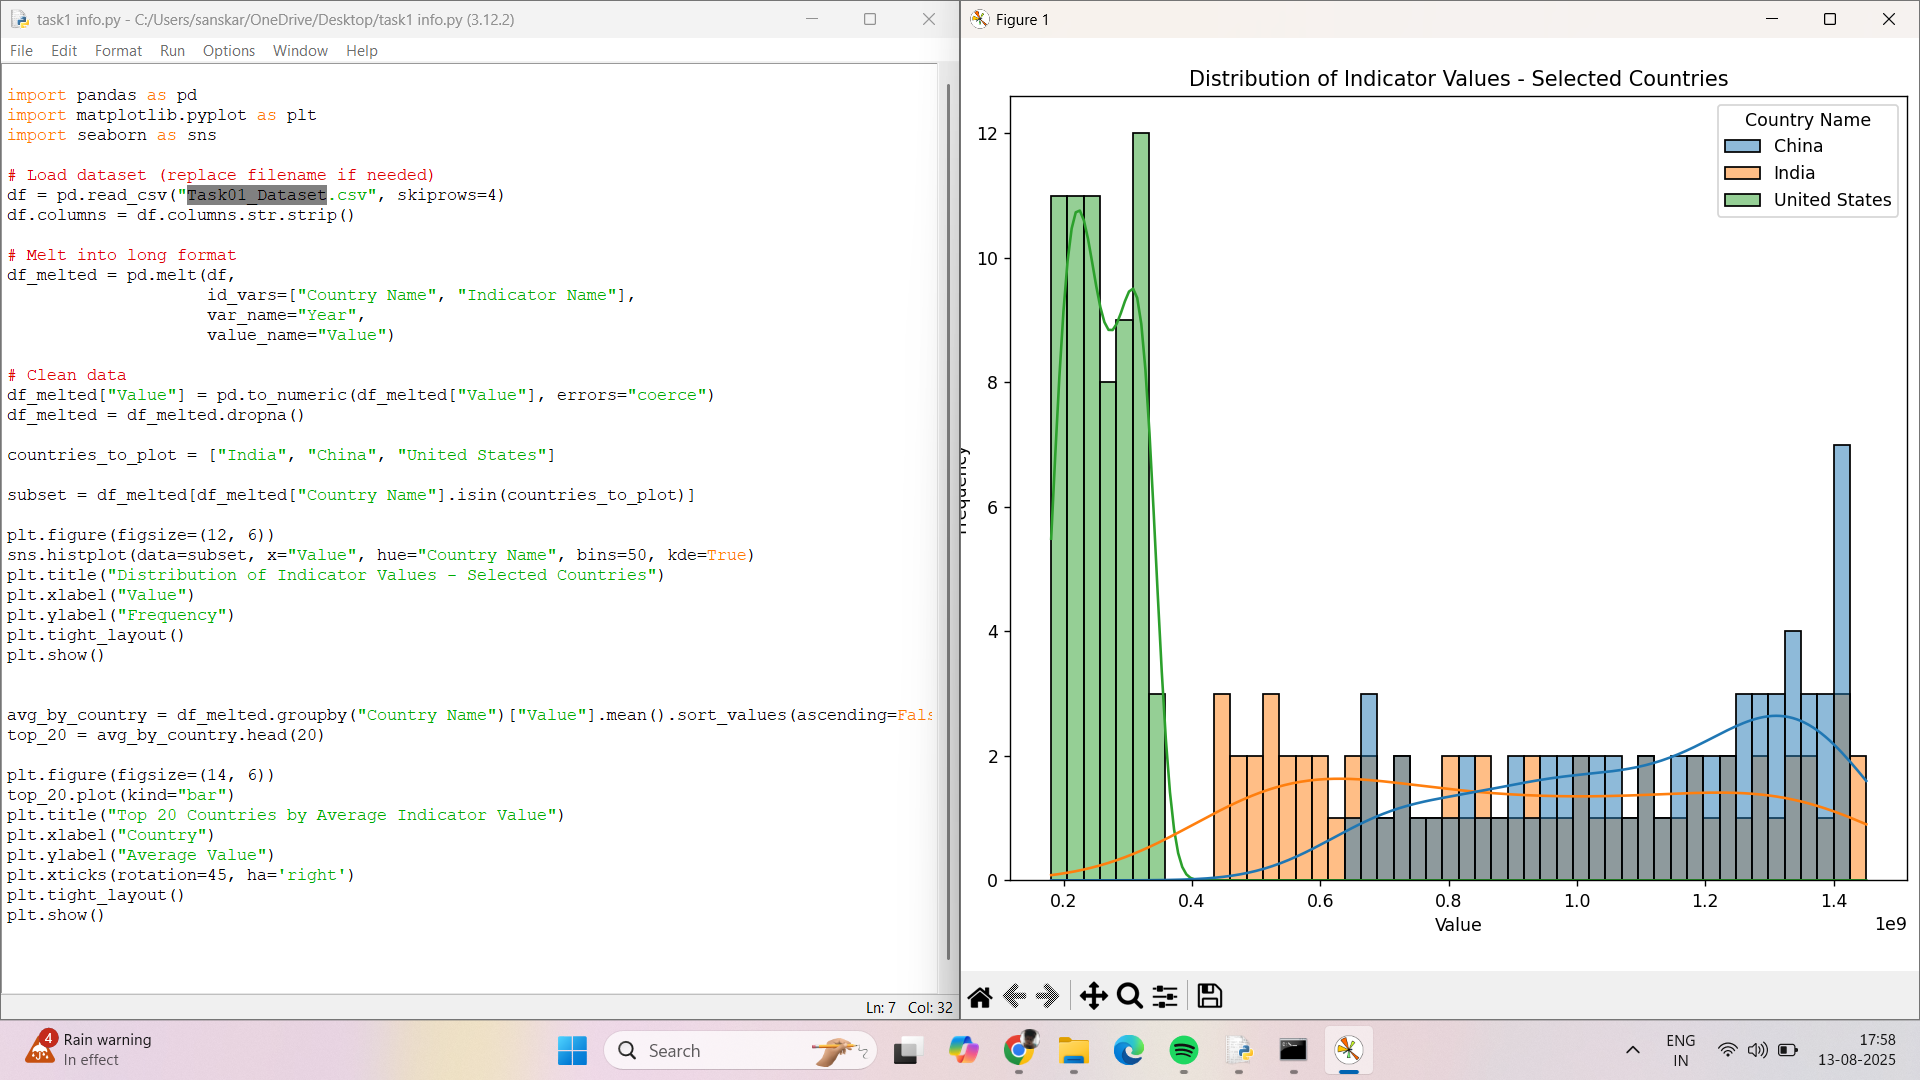 task1 info.py - C:/Users/sanskar/OneDrive/Desktop/task1 info.py (3.12.2)
File Edit Format Run Options Window Help
import pandas as pd
import matplotlib.pyplot as plt
import seaborn as sns
# Load dataset (replace filename if needed)
df = pd.read_csv("Task01_Dataset.csv", skiprows=4)
df.columns = df.columns.str.strip()
# Melt into long format
df_melted = pd.melt(df,
id_vars=["Country Name", "Indicator Name"],
var_name="Year",
value_name="Value")
# Clean data
df_melted["Value"] = pd.to_numeric(df_melted["Value"], errors="coerce")
df_melted = df_melted.dropna()
countries_to_plot = ["India", "China", "United States"]
subset = df_melted[df_melted["Country Name"].isin(countries_to_plot)]
plt.figure(figsize=(12, 6))
sns.histplot(data=subset, x="Value", hue="Country Name", bins=50, kde=True)
plt.title("Distribution of Indicator Values - Selected Countries")
plt.xlabel("Value")
plt.ylabel("Frequency")
plt.tight_layout()
plt.show()
avg_by_country = df_melted.groupby("Country Name")["Value"].mean().sort_values(ascending=Fals
top_20 = avg_by_country.head(20)
plt.figure(figsize=(14, 6))
top_20.plot(kind="bar")
plt.title("Top 20 Countries by Average Indicator Value")
plt.xlabel("Country")
plt.ylabel("Average Value")
plt.xticks(rotation=45, ha='right')
plt.tight_layout()
plt.show()
Ln: 7 Col: 32
Figure 1
Distribution of Indicator Values - Selected Countries
Country Name
China
India
United States
12
10
8
6
4
2
0
Frequency
0.2 0.4 0.6 0.8 1.0 1.2 1.4
1e9
Value
4
Rain warning
In effect
Search
ENG
IN
17:58
13-08-2025